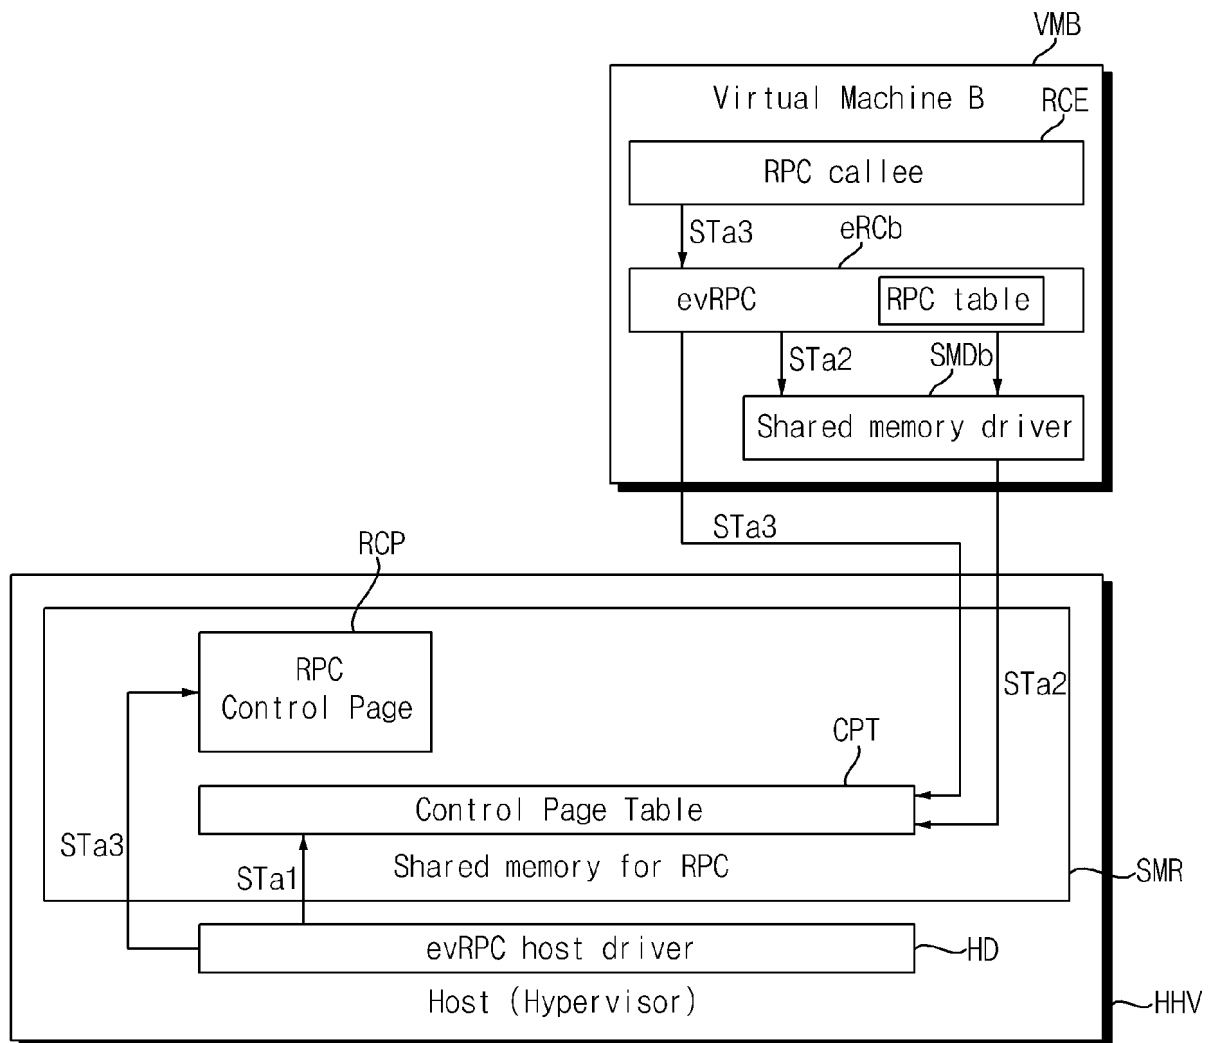 VMB
Virtual Machine B
RCE
RPC callee
STa3
eRCb
evRPC
RPC table
STa2
SMDb
Shared memory driver
STa3
RCP
RPC
Control Page
STa2
CPT
Control Page Table
STa3
STa1
Shared memory for RPC
SMR
evRPC host driver
HD
Host (Hypervisor)
HHV